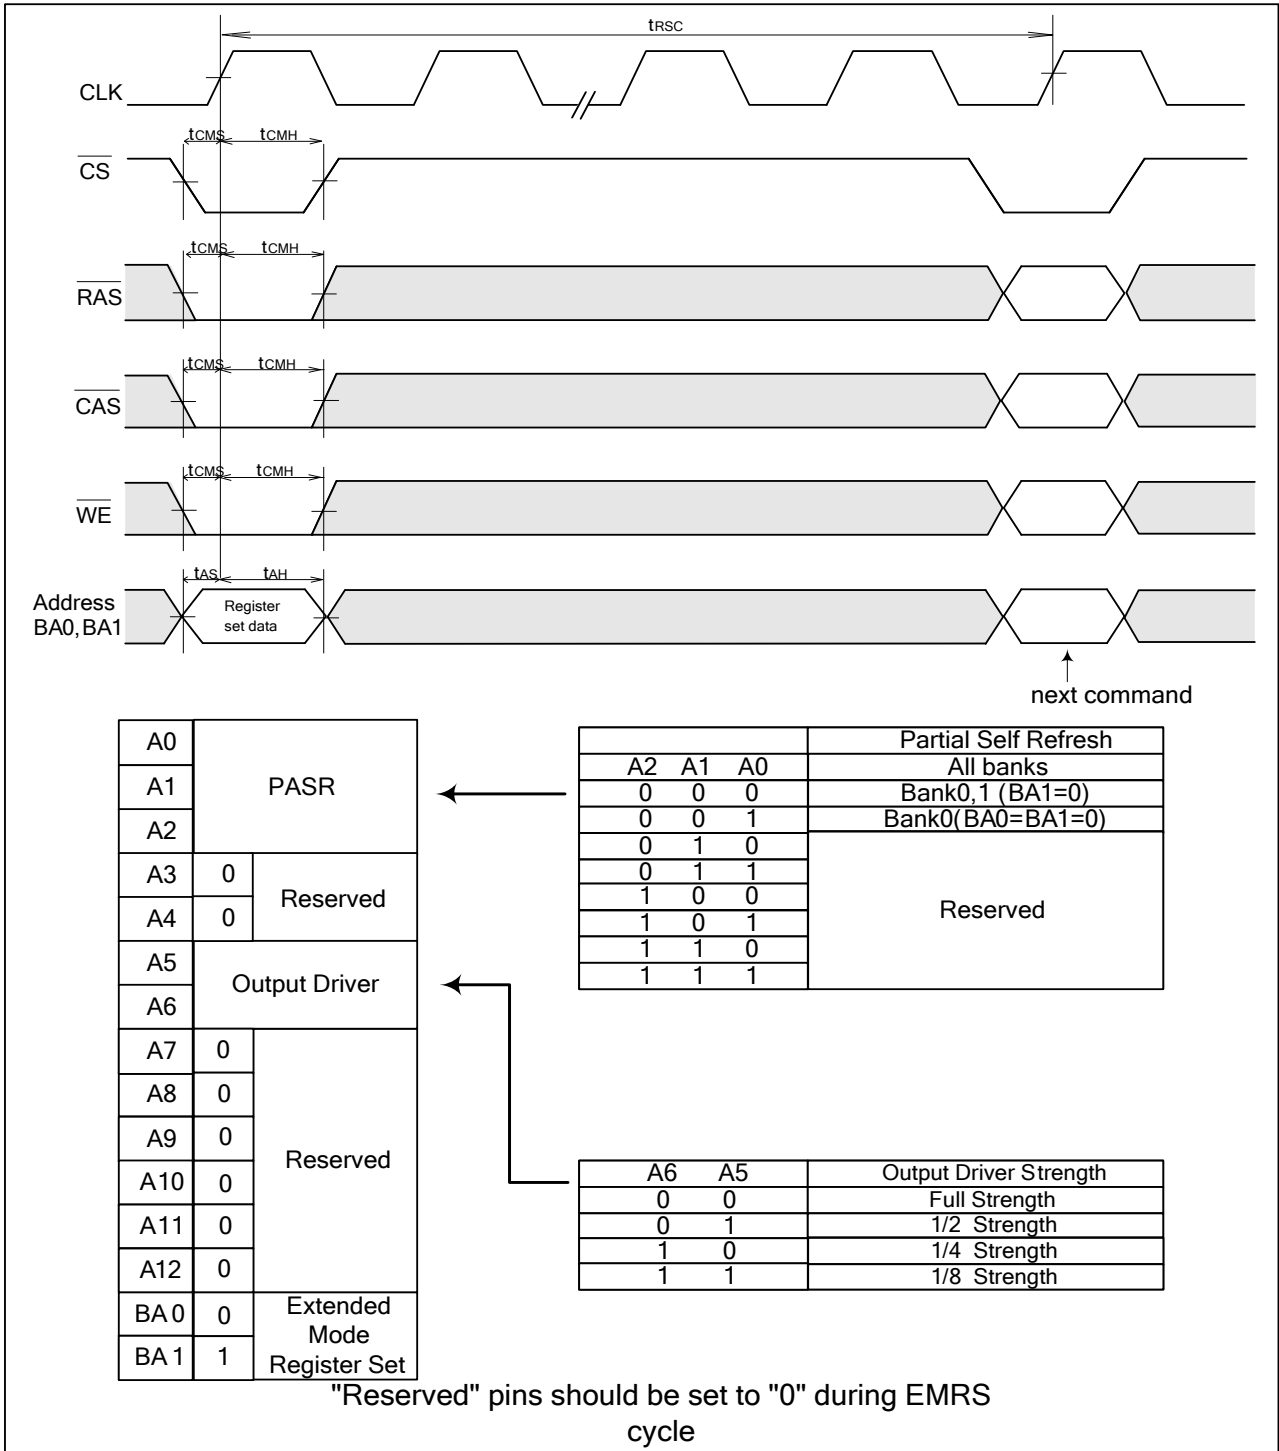 tRSC
CLK
tCMS tCMH
CS
tCMS tCMH
RAS
tCMS tCMH
CAS
tCMS tCMH
WE
tAS tAH
Address
BA0, BA1
Register
set data
next command
A0
A1
A2
PASR
A3 0
A4 0
Reserved
A5
A6
Output Driver
A7 0
A8 0
A9 0
A10 0
A11 0
A12 0
Reserved
BA0 0
BA1 1
Extended
Mode
Register Set
Partial Self Refresh
A2 A1 A0 All banks
0 0 0 Bank0,1 (BA1=0)
0 0 1 Bank0(BA0=BA1=0)
0 1 0
0 1 1
1 0 0
1 0 1
1 1 0
1 1 1
Reserved
A6 A5 Output Driver Strength
0 0 Full Strength
0 1 1/2 Strength
1 0 1/4 Strength
1 1 1/8 Strength
"Reserved" pins should be set to "0" during EMRS
cycle